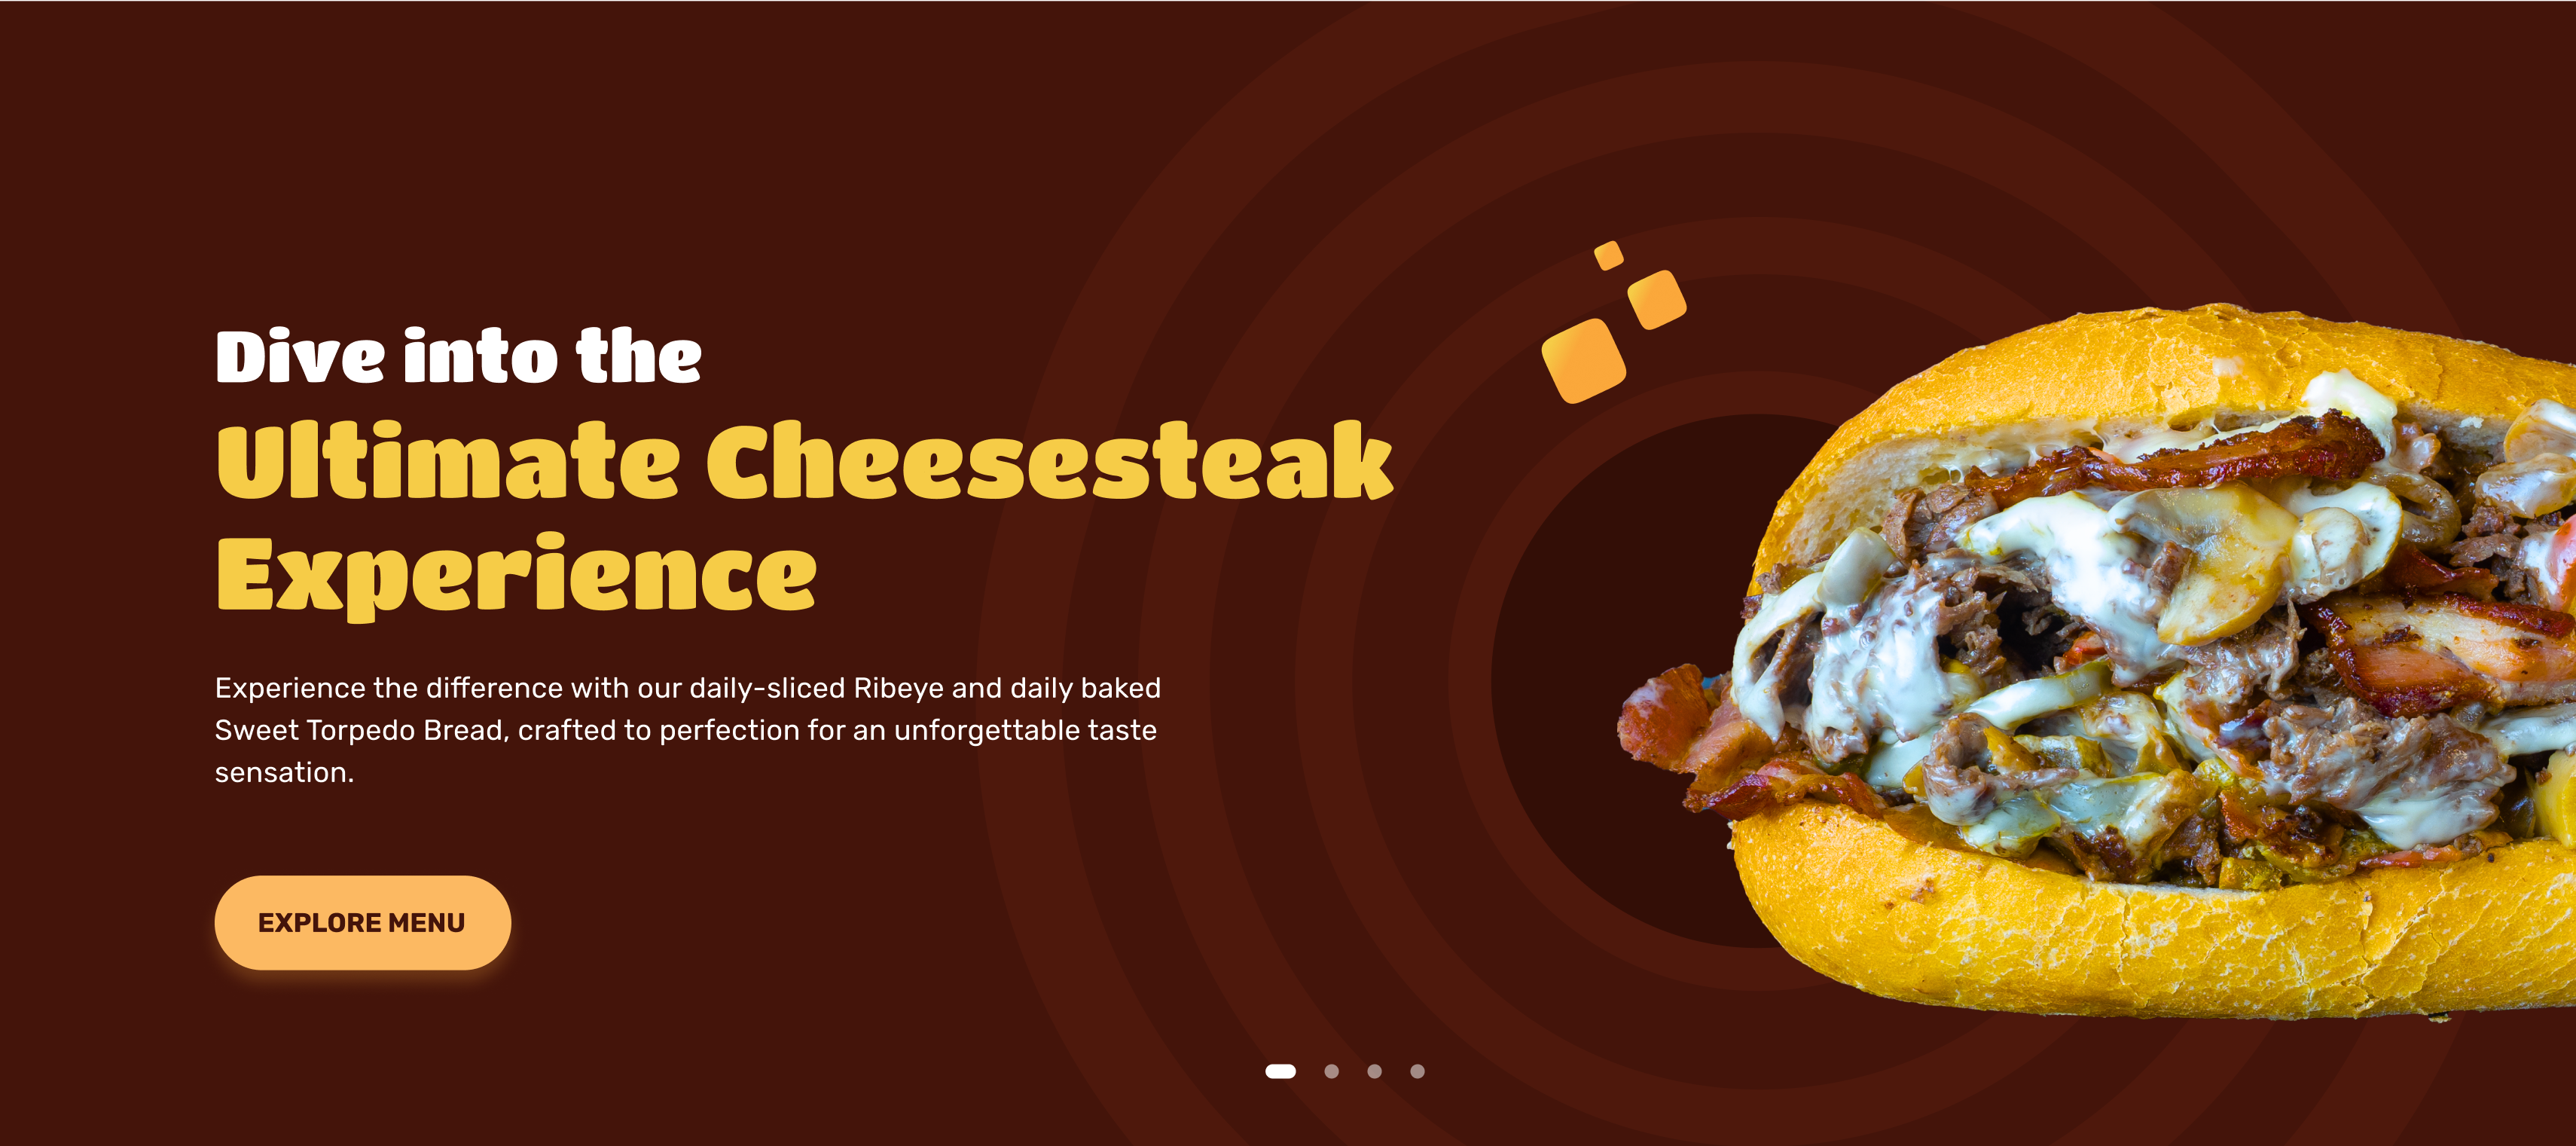 Dive into the
Ultimate Cheesesteak
Experience
Experience the difference with our daily-sliced Ribeye and daily baked
Sweet Torpedo Bread, crafted to perfection for an unforgettable taste
sensation.
EXPLORE MENU